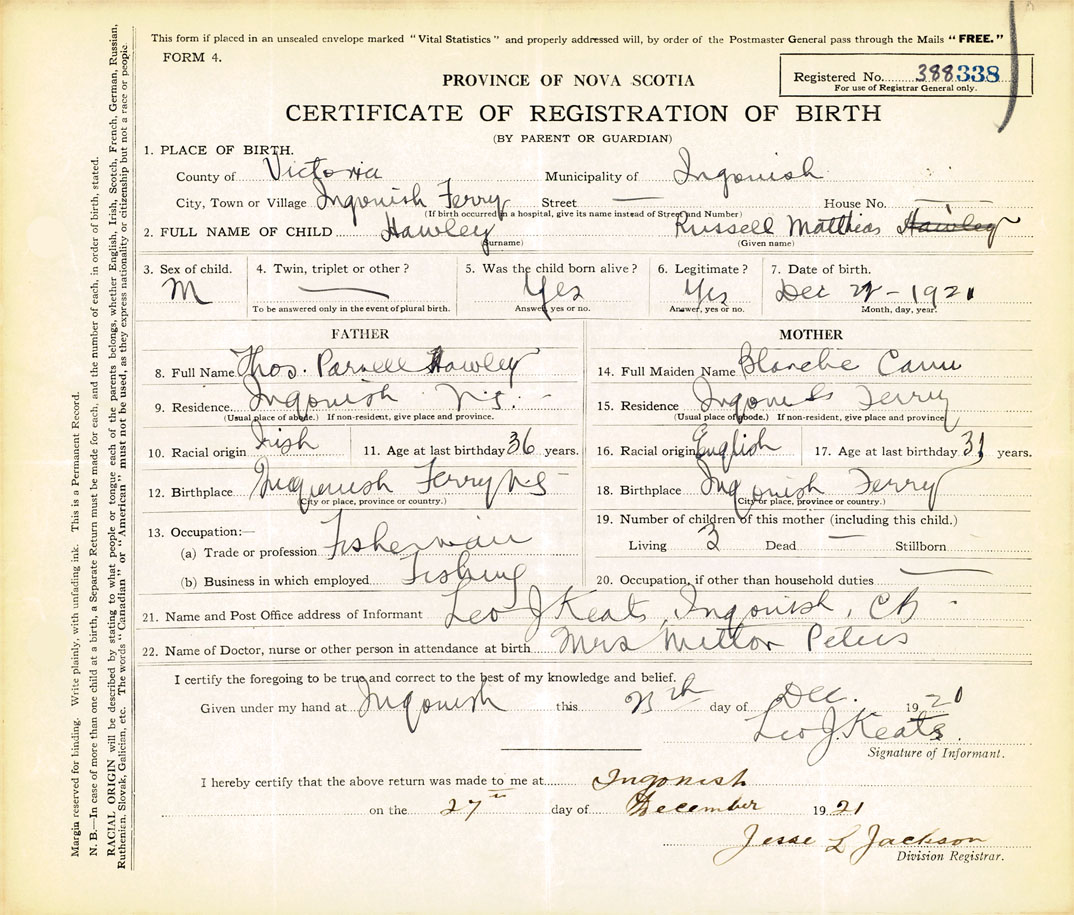 This form if placed in an unsealed envelope marked "Vital Statistics" and properly addressed will, by order of the Postmaster General pass through the Mails "FREE."
FORM 4.
PROVINCE OF NOVA SCOTIA
Registered No. 388338
For use of Registrar General only.
CERTIFICATE OF REGISTRATION OF BIRTH
(BY PARENT OR GUARDIAN)
1. PLACE OF BIRTH.
County of Victoria Municipality of Ingonish
City, Town or Village Ingonish Ferry Street — House No. —
(If birth occurred in a hospital, give its name instead of Street and Number)
2. FULL NAME OF CHILD Hawley Russell Matthias Hawley
(Surname) (Given name)
3. Sex of child. 4. Twin, triplet or other? 5. Was the child born alive? 6. Legitimate? 7. Date of birth.
M — Yes Yes Dec 1921
To be answered only in the event of plural birth. Answer, yes or no. Answer, yes or no. Month, day, year.
FATHER MOTHER
8. Full Name Thos. Parnell Hawley 14. Full Maiden Name Blanche
9. Residence Ingonish N.S. 15. Residence Ingonish Ferry
(Usual place of abode.) If non-resident, give place and province. (Usual place of abode.) If non-resident, give place and province
10. Racial origin Irish 11. Age at last birthday 36 years. 16. Racial origin English 17. Age at last birthday 31 years.
12. Birthplace Ingonish Ferry N S 18. Birthplace Ingonish Ferry
(City or place, province or country.) (City or place, province or country.)
13. Occupation:— 19. Number of children of this mother (including this child.)
(a) Trade or profession Fisherman Living 3 Dead — Stillborn
(b) Business in which employed Fishing 20. Occupation, if other than household duties —
21. Name and Post Office address of Informant Leo J Keats, Ingonish, CB
22. Name of Doctor, nurse or other person in attendance at birth Mrs Milton Peters
I certify the foregoing to be true and correct to the best of my knowledge and belief.
Given under my hand at Ingonish this day of Dec. 1920
Leo J. Keats.
Signature of Informant.
I hereby certify that the above return was made to me at Ingonish
on the 27th day of December 1921
Jesse L Jackson
Division Registrar.
Margin reserved for binding. Write plainly, with unfading ink. This is a Permanent Record.
N. B.—In case of more than one child at a birth, a Separate Return must be made for each, and the number of each, in order of birth, stated.
RACIAL ORIGIN will be described by stating to what people or tongue each of the parents belongs, whether English, Irish, Scotch, French, German, Russian,
Ruthenian, Slovak, Galician, etc. The words "Canadian" or "American" must not be used, as they express nationality or citizenship but not a race or people.